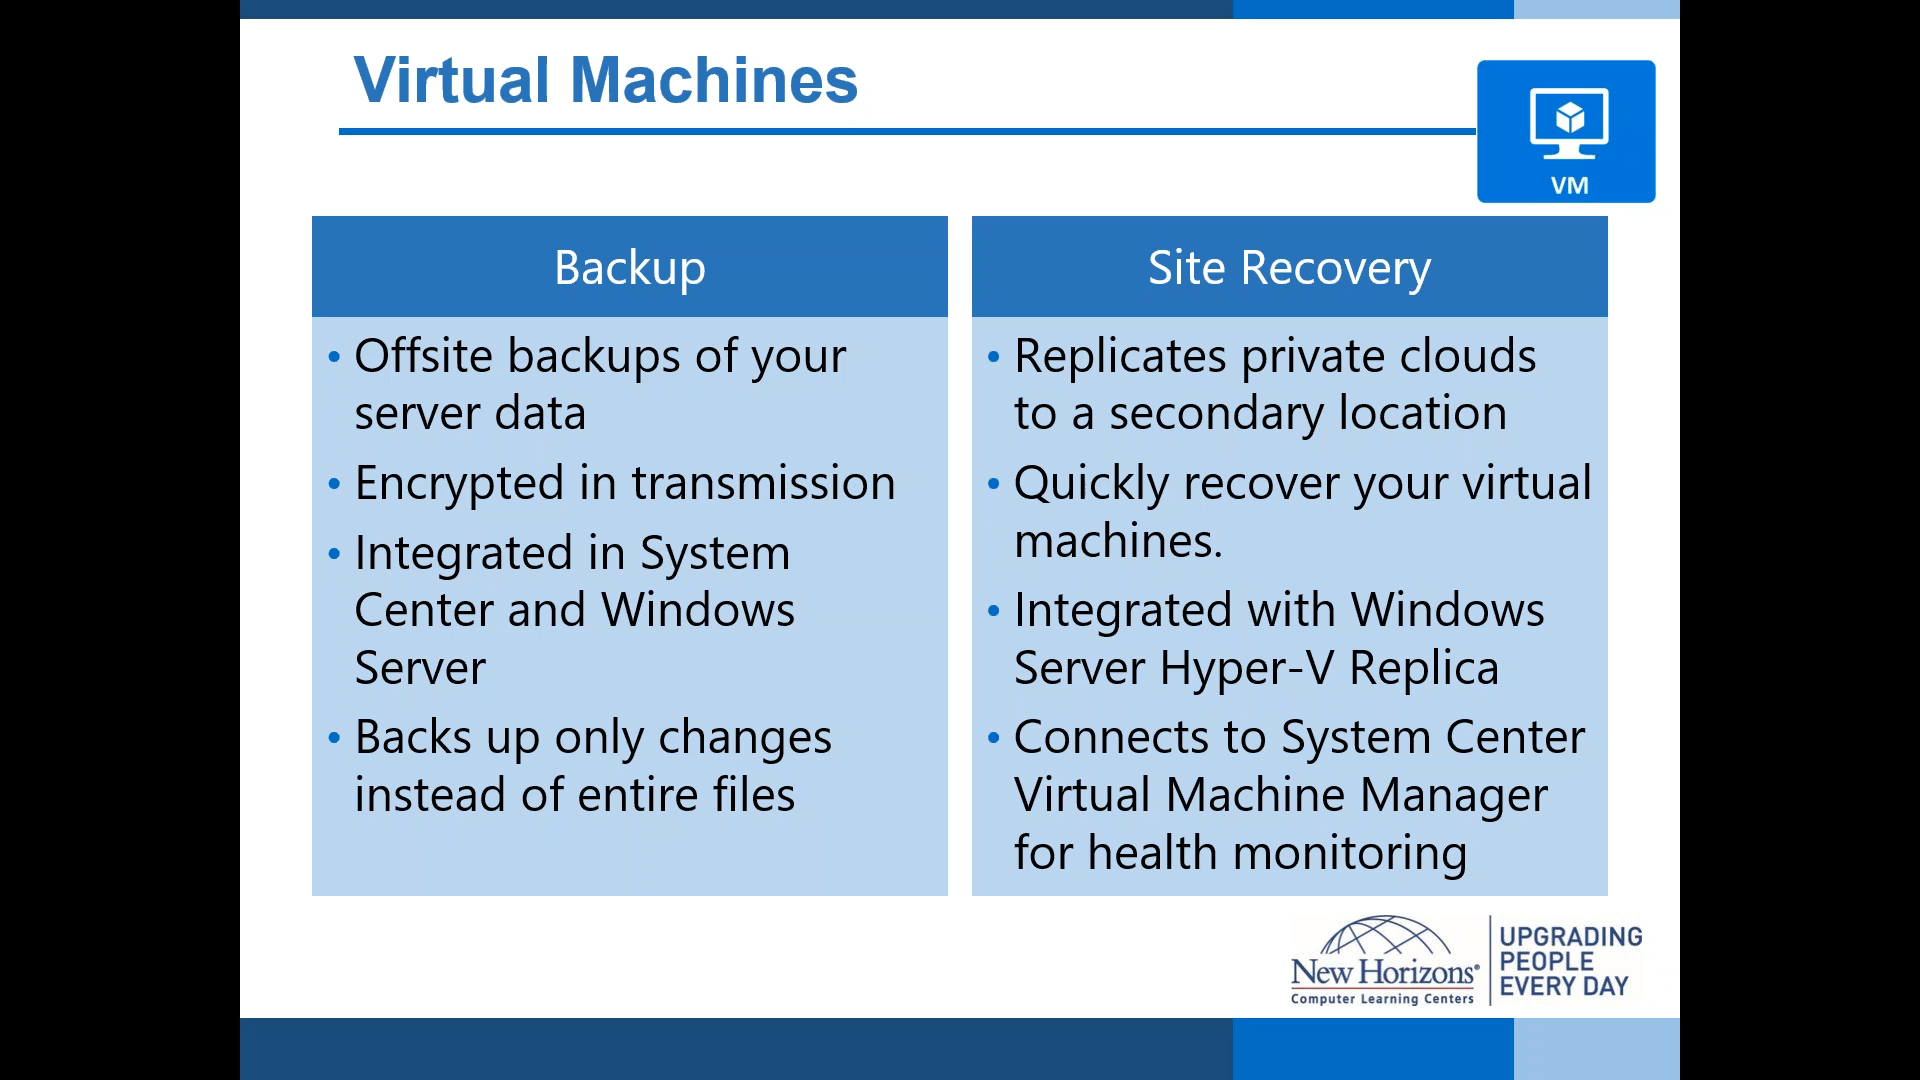 Virtual Machines
VM
Backup
• Offsite backups of your
server data
• Encrypted in transmission
• Integrated in System
Center and Windows
Server
• Backs up only changes
instead of entire files
Site Recovery
• Replicates private clouds
to a secondary location
• Quickly recover your virtual
machines.
• Integrated with Windows
Server Hyper-V Replica
• Connects to System Center
Virtual Machine Manager
for health monitoring
New Horizons®
Computer Learning Centers
UPGRADING
PEOPLE
EVERY DAY